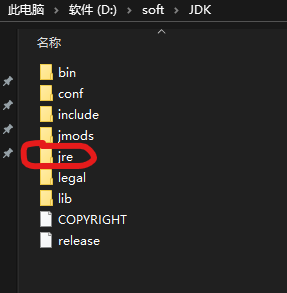 此电脑 > 软件 (D:) > soft > JDK
名称
bin
conf
include
jmods
jre
legal
lib
COPYRIGHT
release